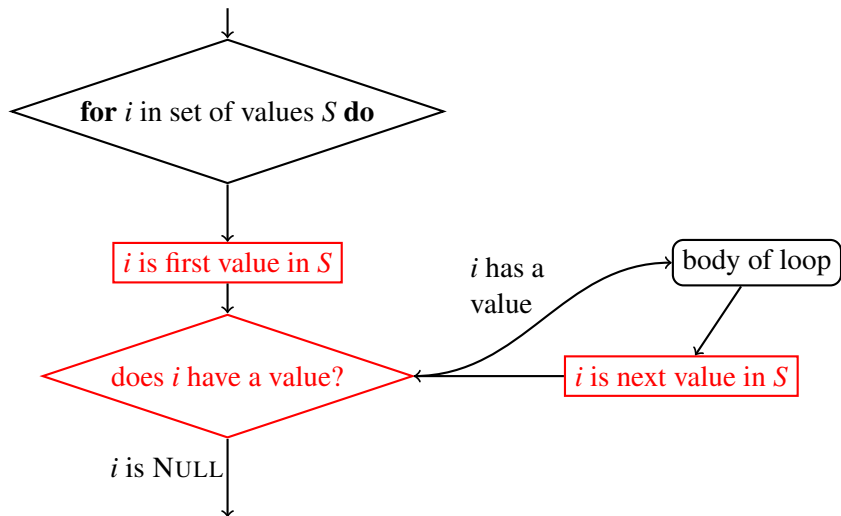 for i in set of values S do
i is first value in S
i has a
value
body of loop
does i have a value?
i is next value in S
i is NULL